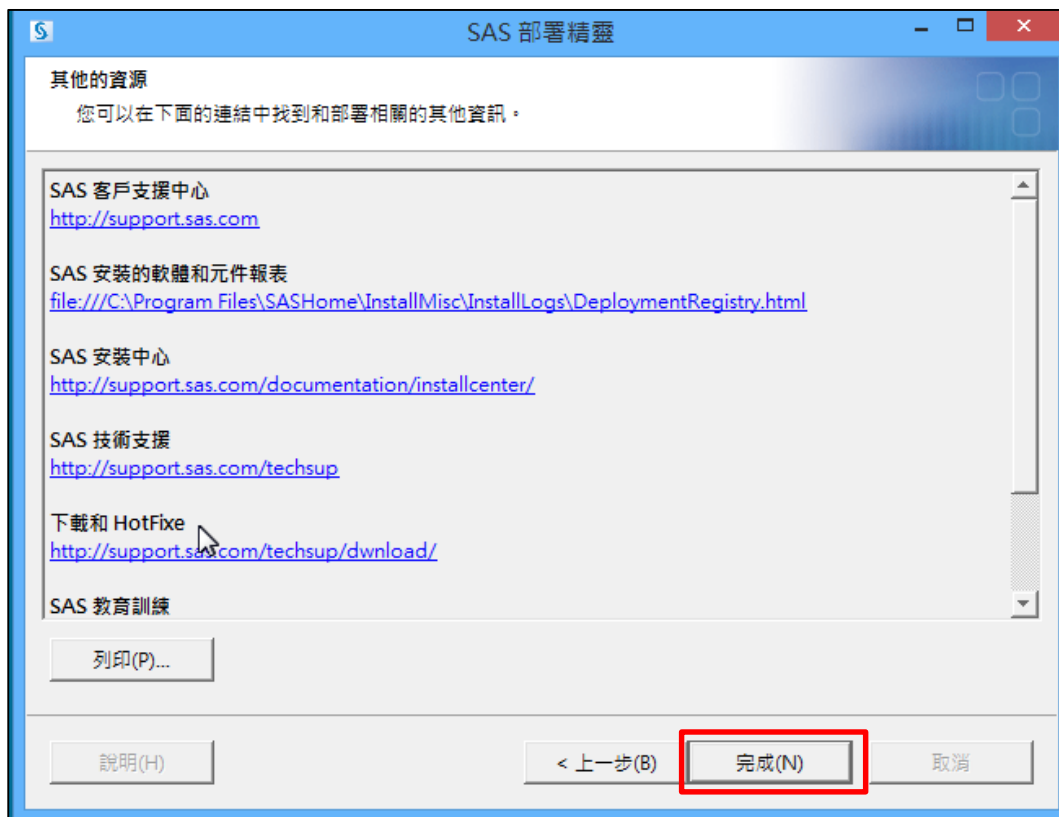 SAS 部署精靈
其他的資源
您可以在下面的連結中找到和部署相關的其他資訊。
SAS 客戶支援中心
http://support.sas.com
SAS 安裝的軟體和元件報表
file:///C:\Program Files\SASHome\InstallMisc\InstallLogs\DeploymentRegistry.html
SAS 安裝中心
http://support.sas.com/documentation/installcenter/
SAS 技術支援
http://support.sas.com/techsup
下載和 HotFixe
http://support.sas.com/techsup/dwnload/
SAS 教育訓練
列印(P)...
說明(H)
< 上一步(B)
完成(N)
取消